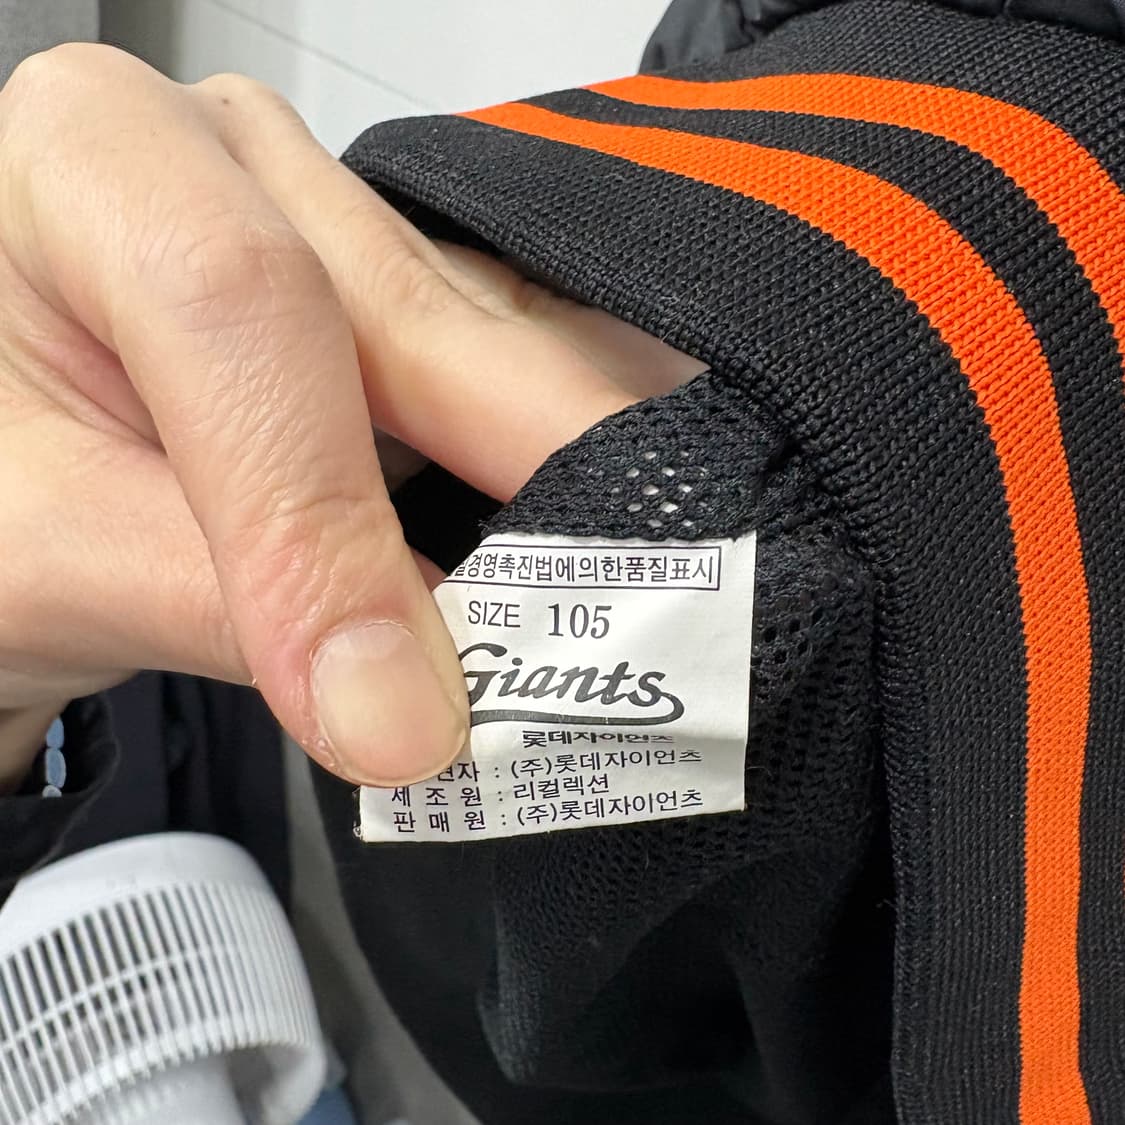 경영촉진법에의한품질표시
SIZE 105
Giants
롯데자이언츠
자 : (주)롯데자이언츠
제 조 원 : 리컬렉션
판 매 원 : (주)롯데자이언츠